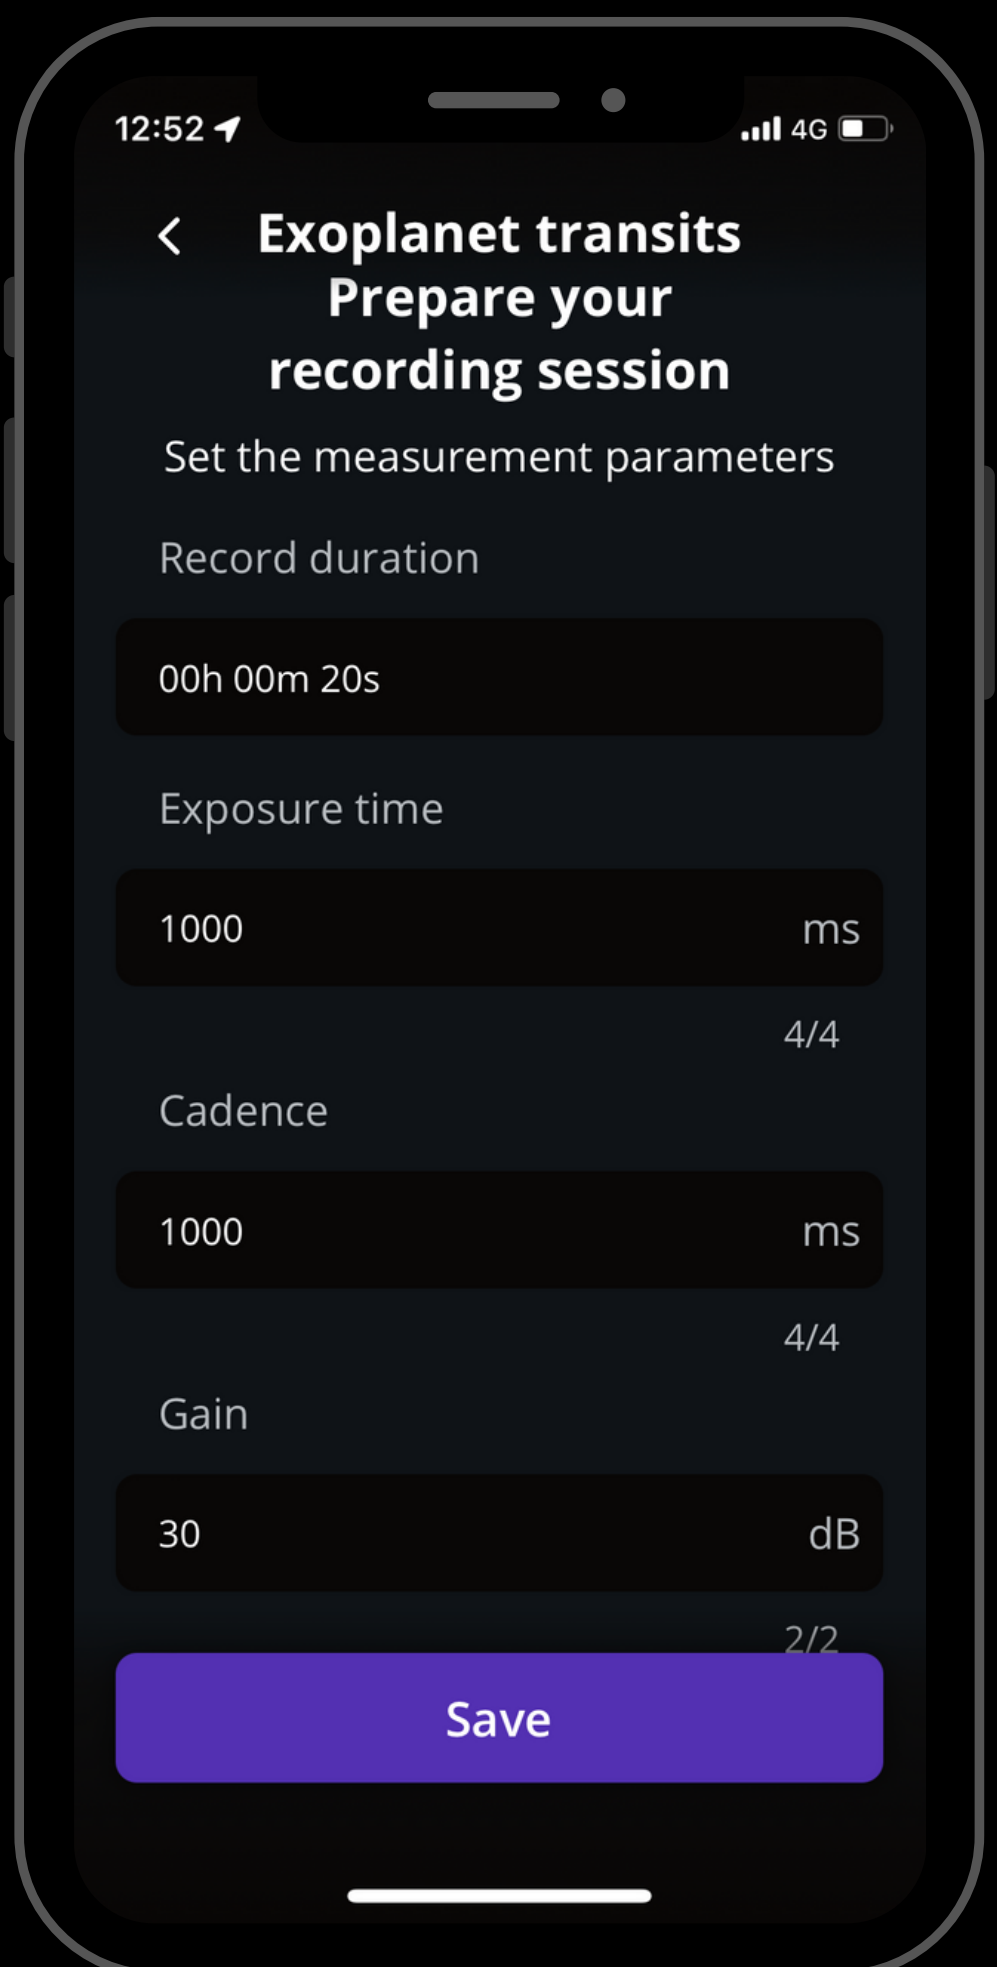 12:52 4G
Exoplanet transits
Prepare your
recording session
Set the measurement parameters
Record duration
00h 00m 20s
Exposure time
1000 ms
4/4
Cadence
1000 ms
4/4
Gain
30 dB
2/2
Save